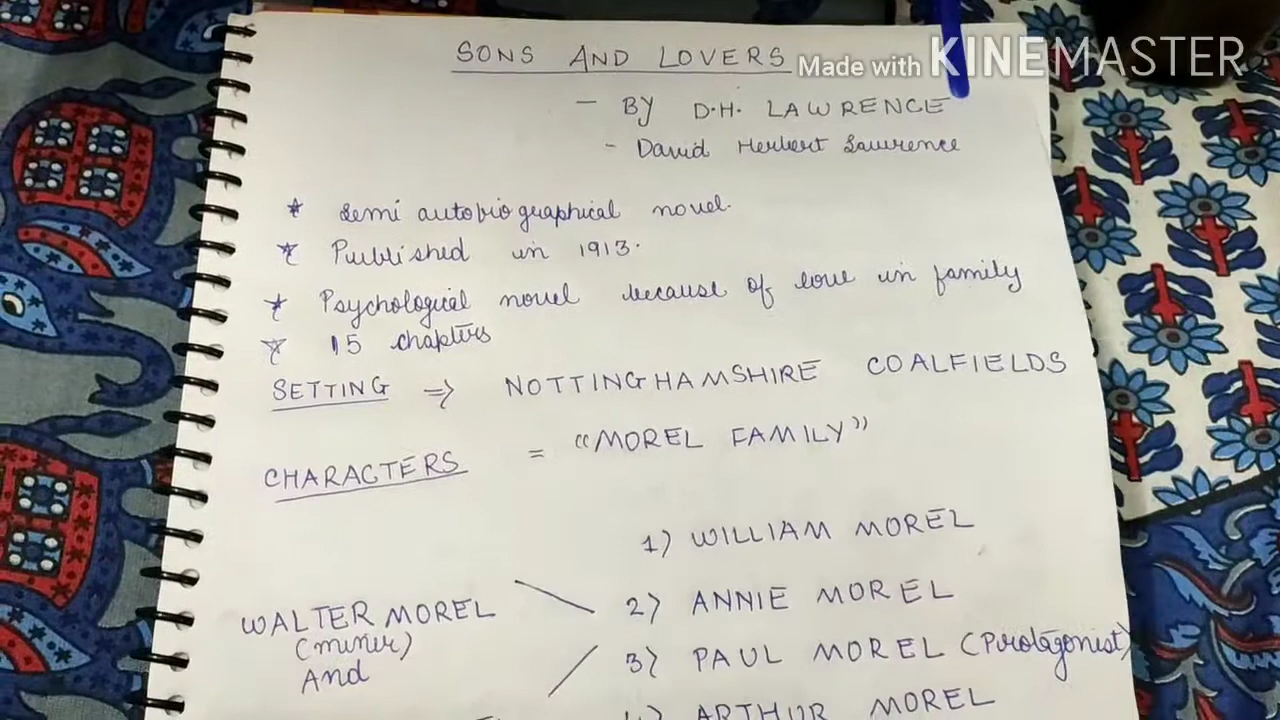 SONS AND LOVERS
Made with KINEMASTER
- BY D.H. LAWRENCE
- David Herbert Lawrence
* Semi autobiographical novel.
* Published in 1913.
* Psychological novel because of love in family
* 15 chapters
SETTING => NOTTINGHAMSHIRE COALFIELDS
CHARACTERS = "MOREL FAMILY"
1) WILLIAM MOREL
WALTER MOREL
(miner)
And
2) ANNIE MOREL
3) PAUL MOREL (Protagonist)
4) ARTHUR MOREL